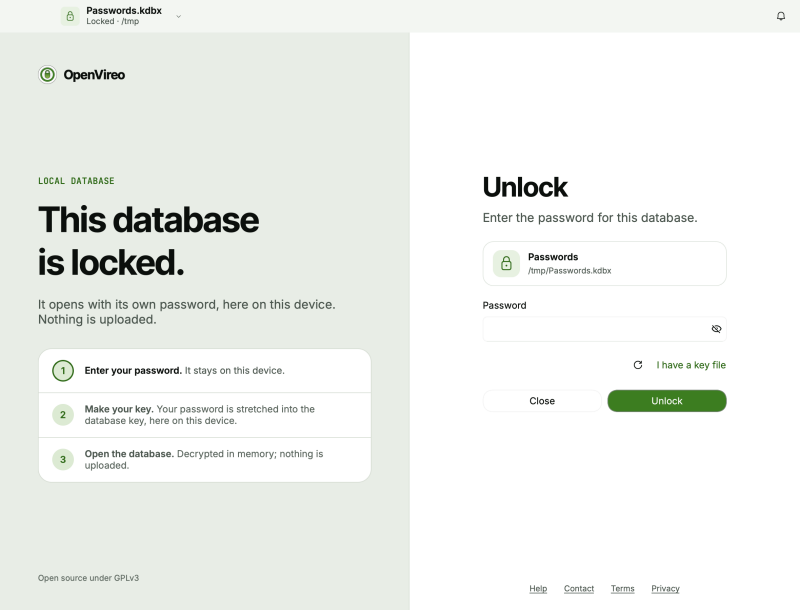 Passwords.kdbx
Locked · /tmp
OpenVireo
LOCAL DATABASE
This database
is locked.
It opens with its own password, here on this device.
Nothing is uploaded.
1
Enter your password. It stays on this device.
2
Make your key. Your password is stretched into the
database key, here on this device.
3
Open the database. Decrypted in memory; nothing is
uploaded.
Open source under GPLv3
Unlock
Enter the password for this database.
Passwords
/tmp/Passwords.kdbx
Password
I have a key file
Close
Unlock
Help
Contact
Terms
Privacy